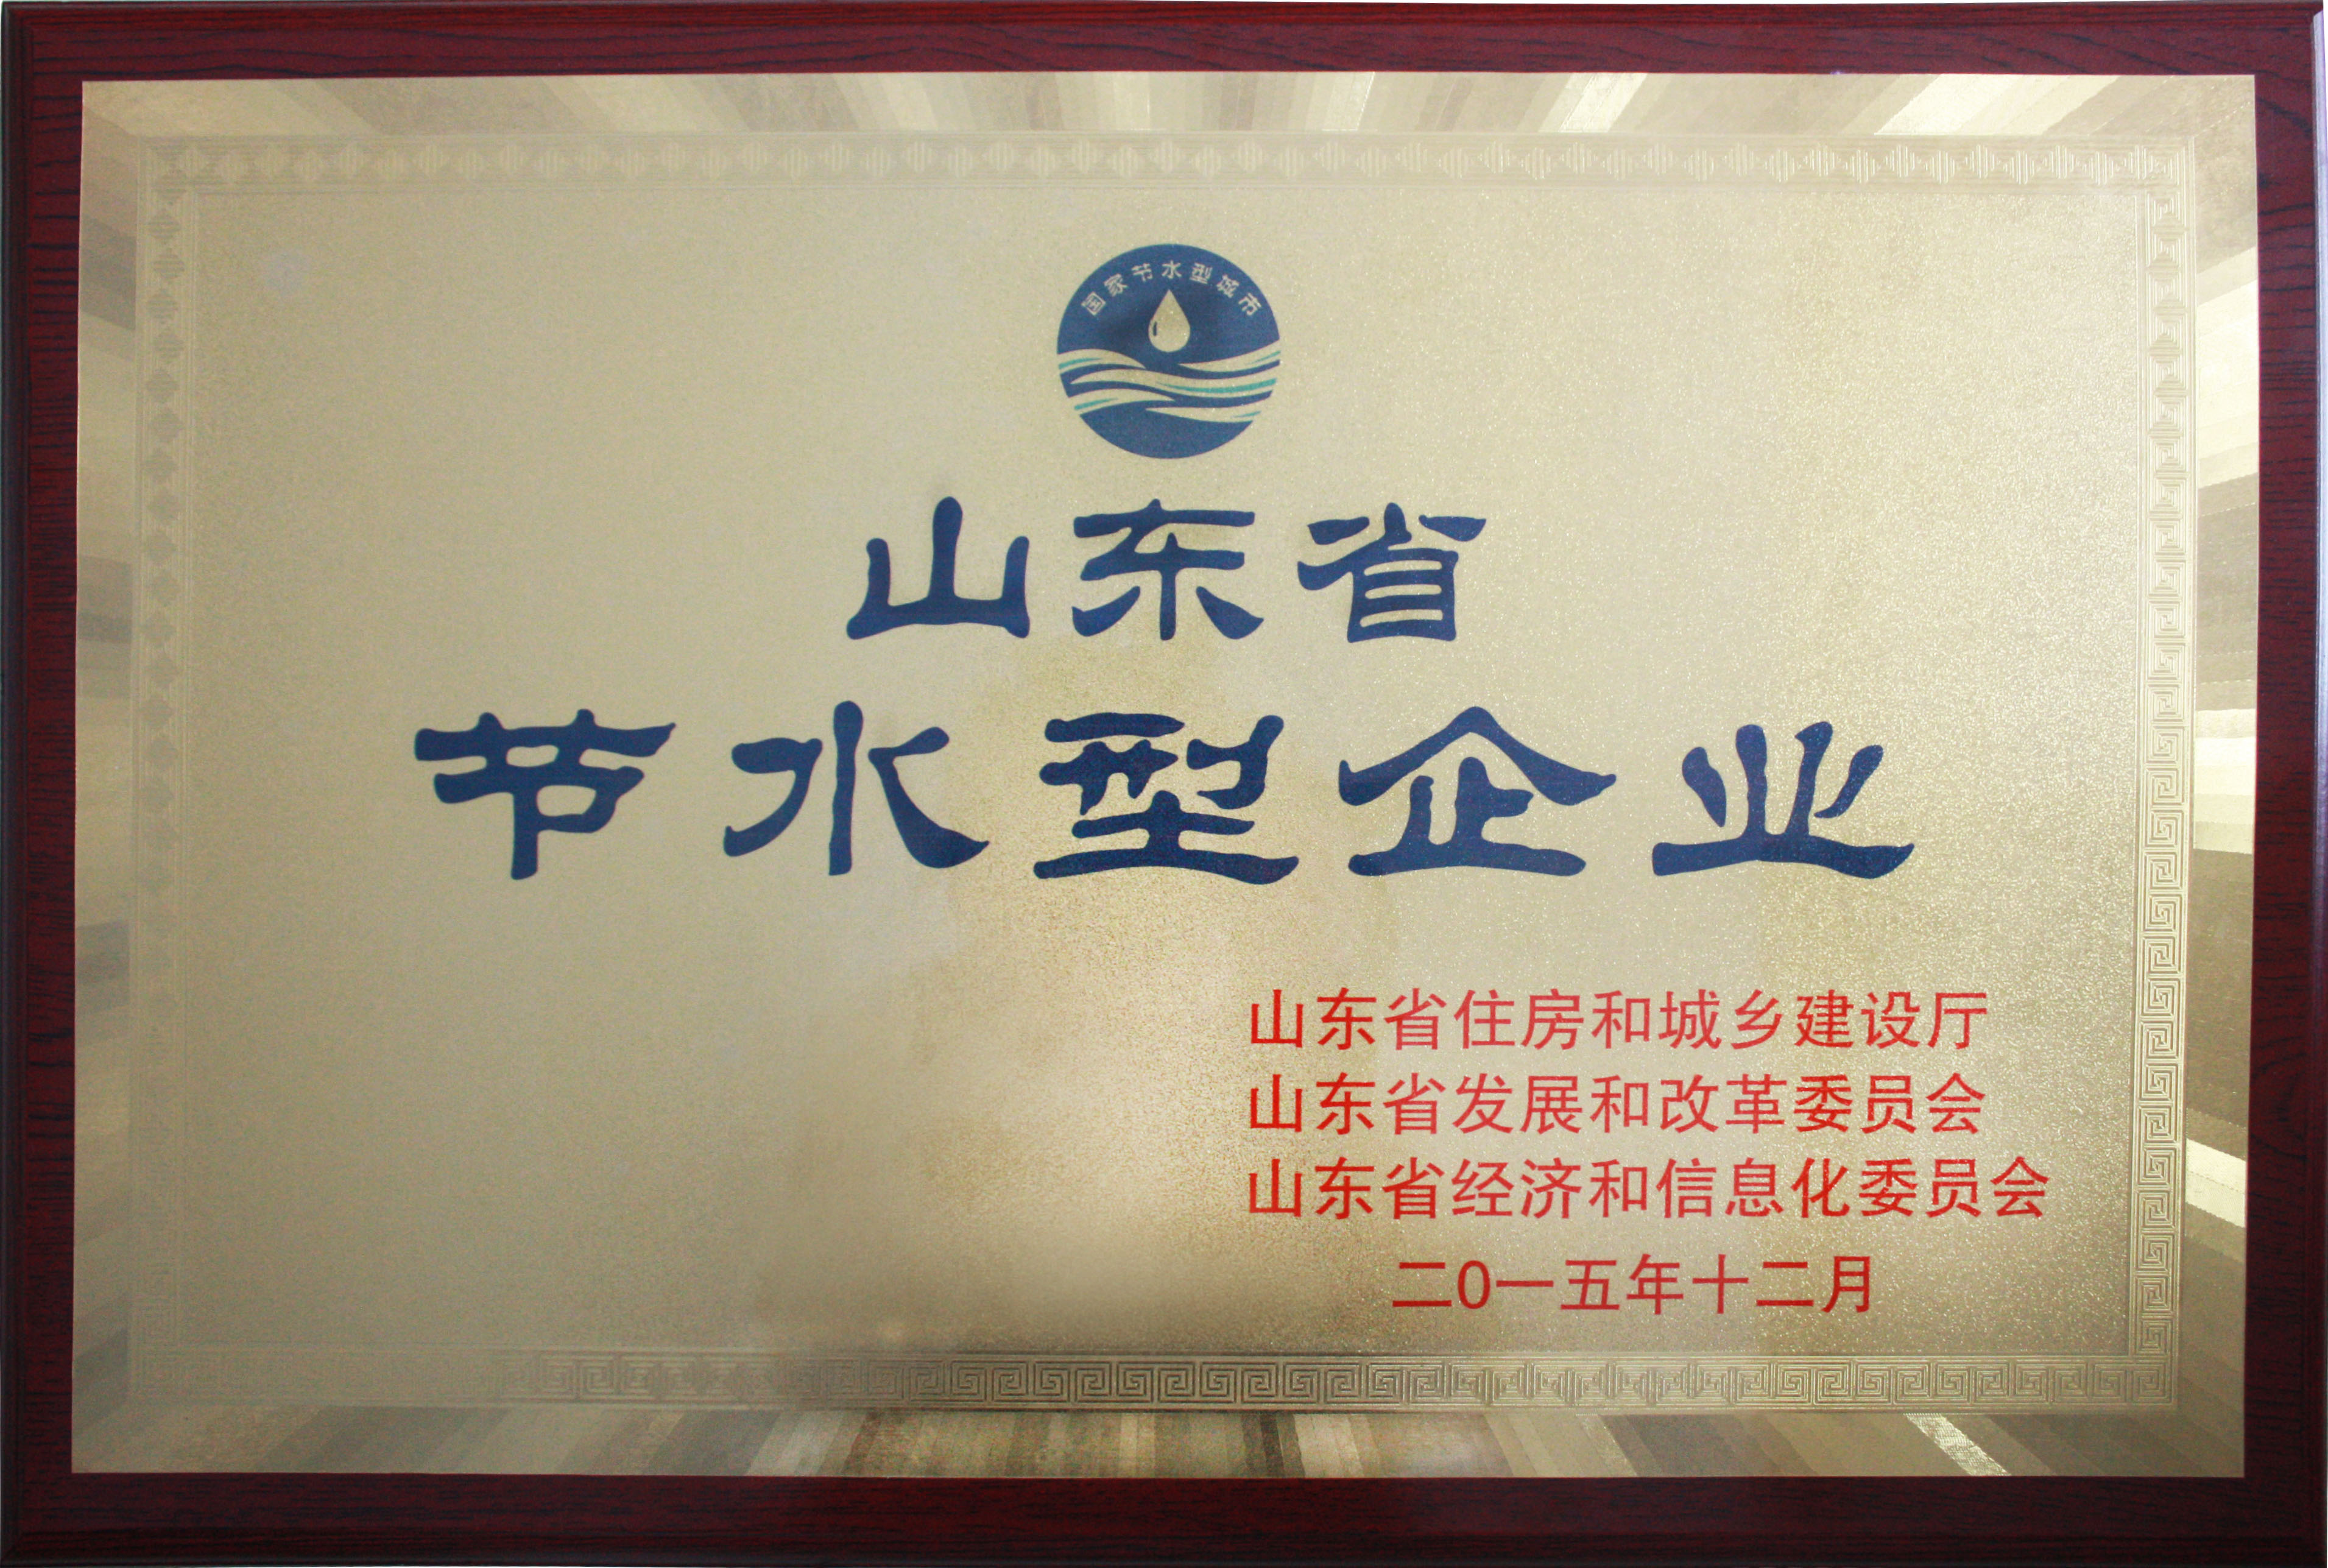 国家节水型城市
山东省
节水型企业
山东省住房和城乡建设厅
山东省发展和改革委员会
山东省经济和信息化委员会
二0一五年十二月